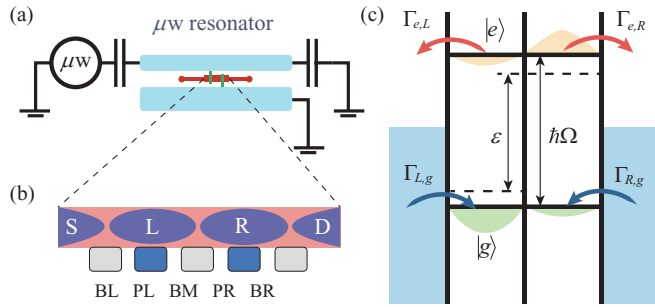 (a)
μw resonator
μw
(b)
S L R D
BL PL BM PR BR
(c)
Γe,L |e⟩ Γe,R
ε ℏΩ
ΓL,g ΓR,g
|g⟩